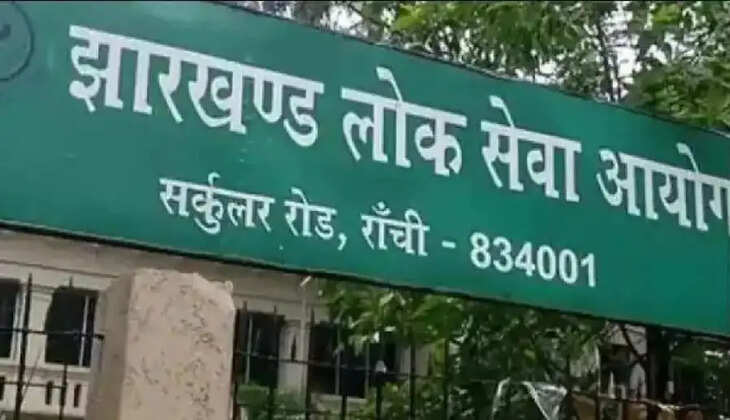 झारखण्ड लोक सेवा आयोग
सर्कुलर रोड, राँची - 834001